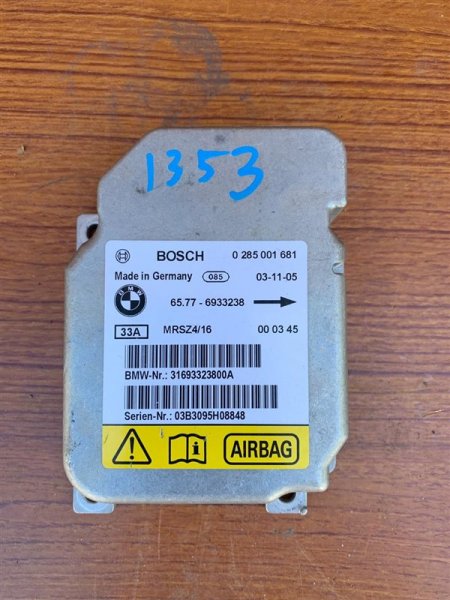 1353
BOSCH 0 285 001 681
Made in Germany 085 03-11-05
BMW
65.77 - 6933238
33A MRSZ4/16 00 03 45
BMW-Nr.: 31693323800A
Serien-Nr.: 03B3095H08848
AIRBAG